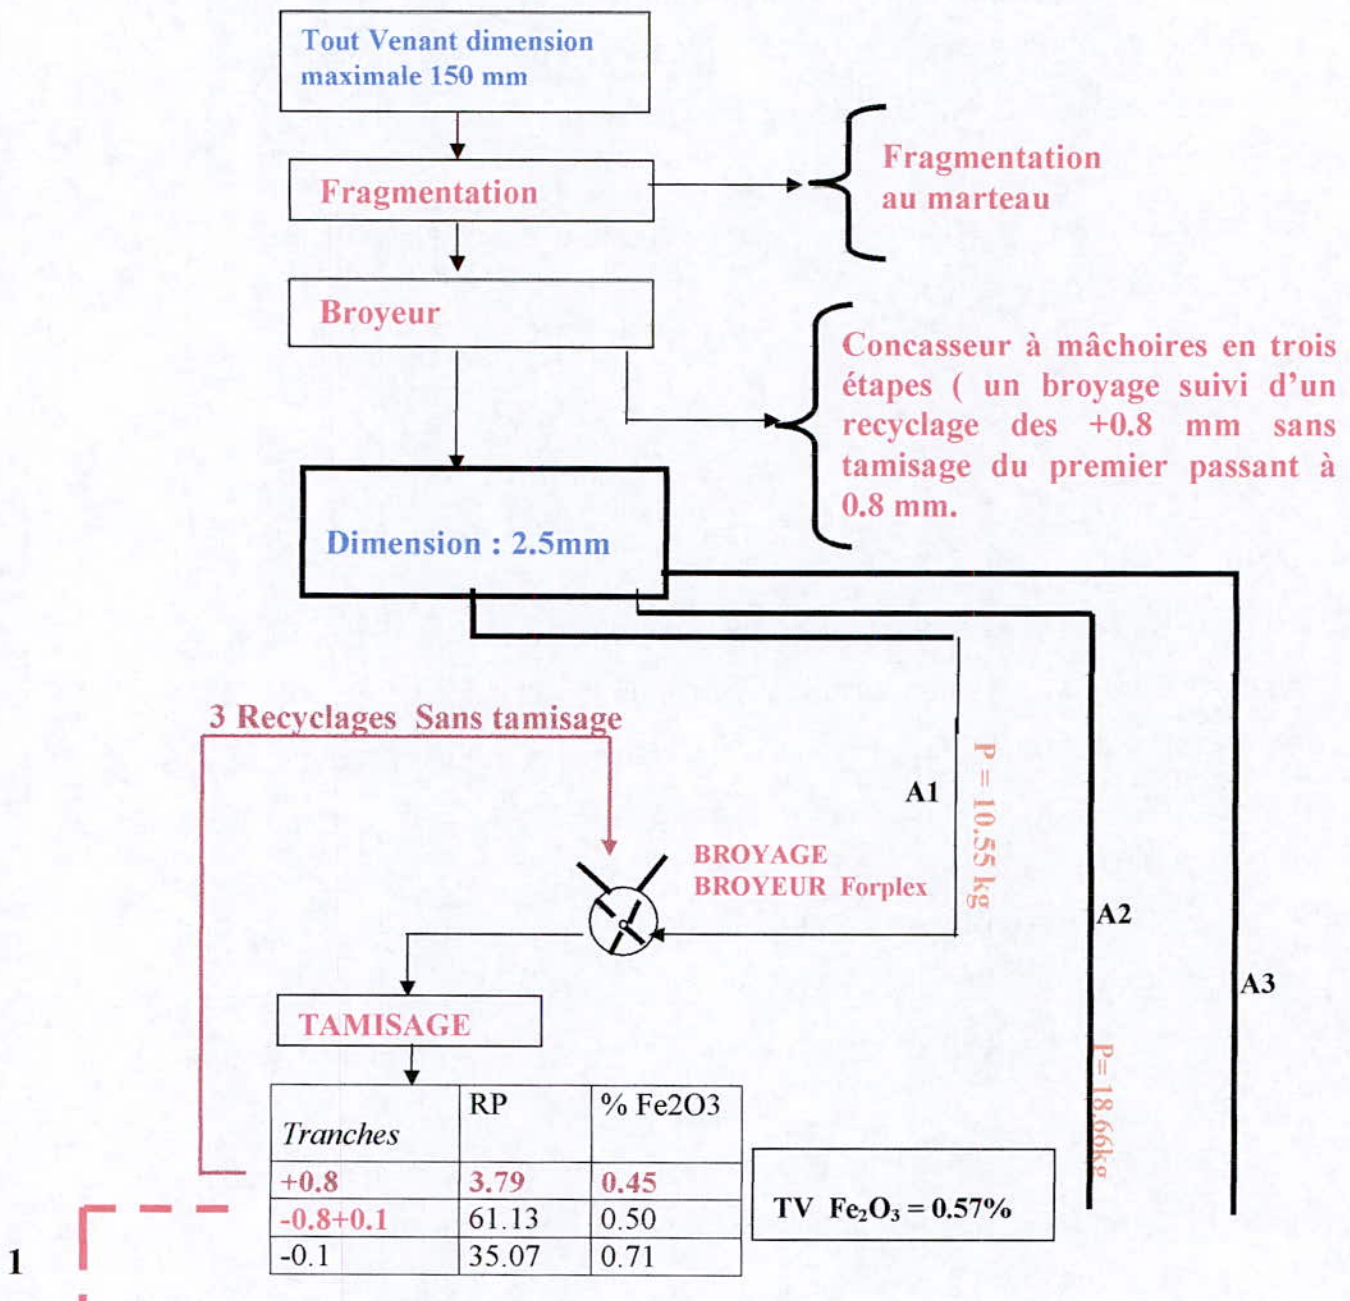 Tout Venant dimension
maximale 150 mm
Fragmentation
Fragmentation
au marteau
Broyeur
Concasseur à mâchoires en trois
étapes ( un broyage suivi d'un
recyclage des +0.8 mm sans
tamisage du premier passant à
0.8 mm.
Dimension : 2.5mm
3 Recyclages Sans tamisage
A1
P = 10.55 kg
BROYAGE
BROYEUR Forplex
A2
P= 18.66kg
A3
TAMISAGE
Tranches RP % Fe2O3
+0.8 3.79 0.45
-0.8+0.1 61.13 0.50
-0.1 35.07 0.71
TV Fe₂O₃ = 0.57%
1